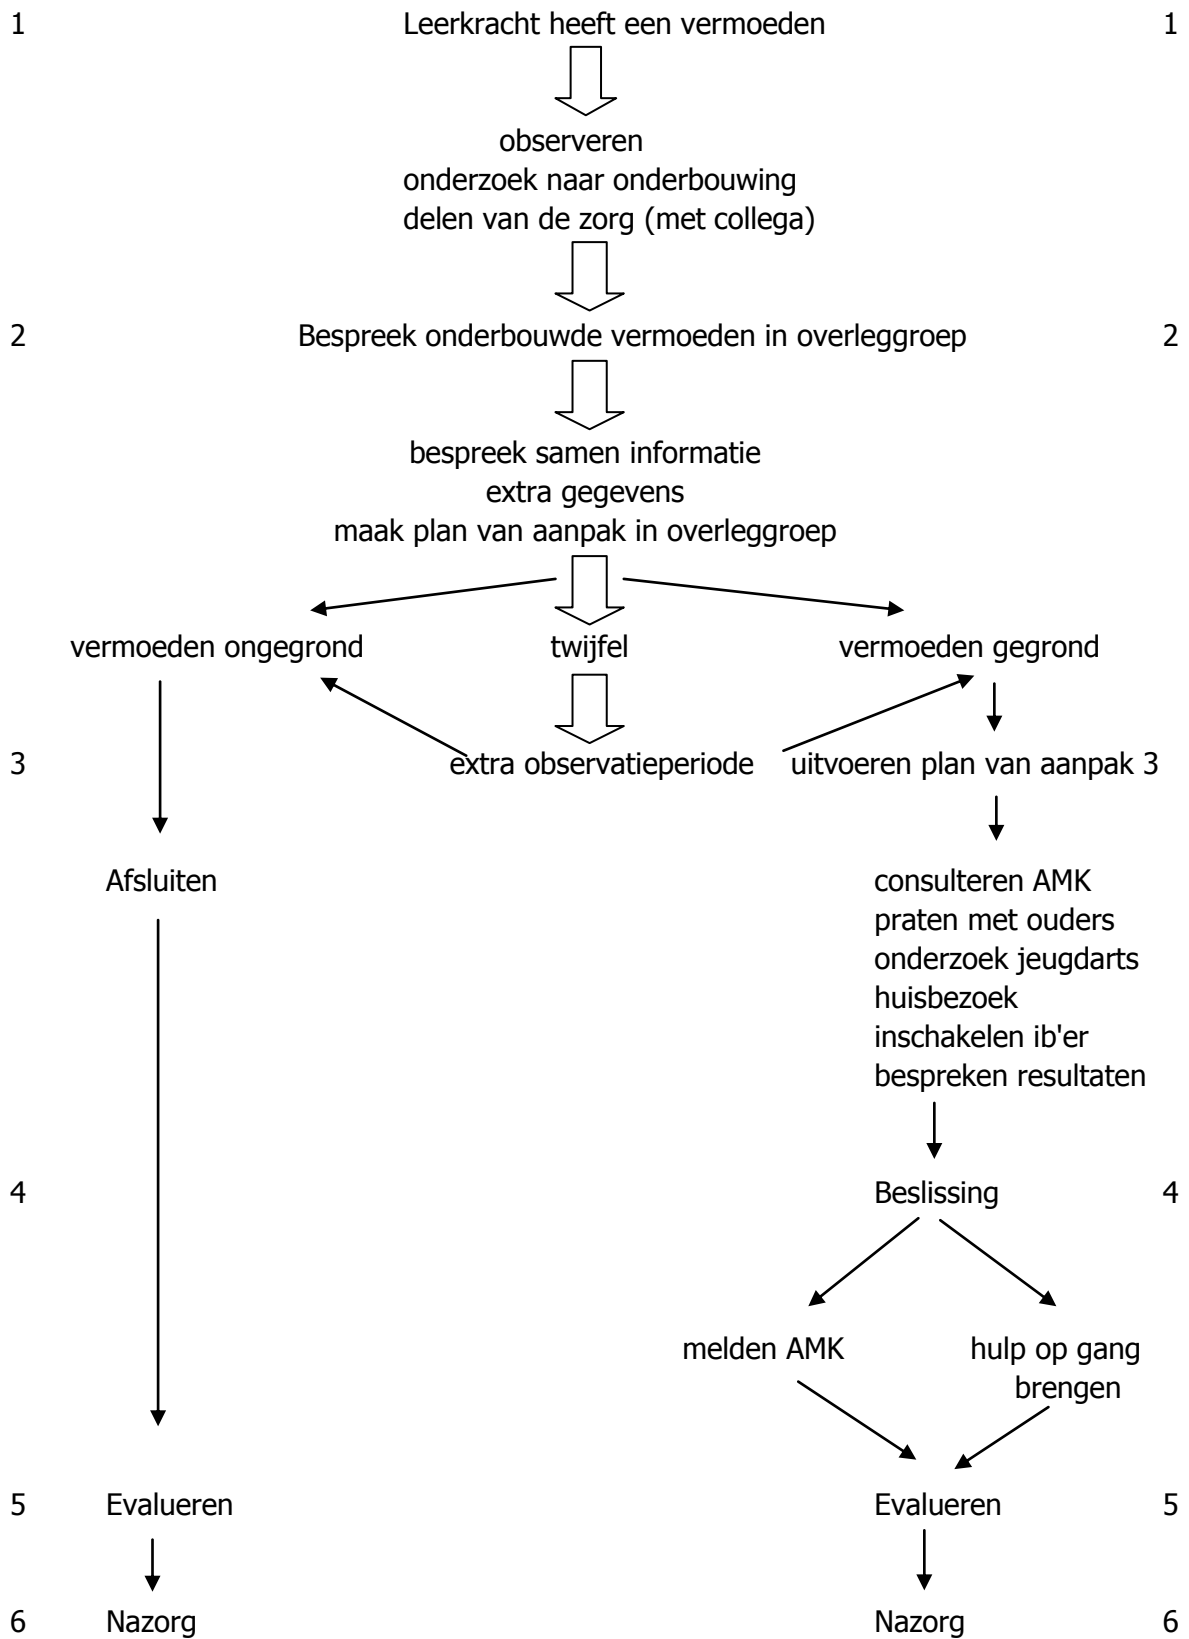 1 Leerkracht heeft een vermoeden 1
observeren
onderzoek naar onderbouwing
delen van de zorg (met collega)
2 Bespreek onderbouwde vermoeden in overleggroep 2
bespreek samen informatie
extra gegevens
maak plan van aanpak in overleggroep
vermoeden ongegrond twijfel vermoeden gegrond
3 extra observatieperiode uitvoeren plan van aanpak 3
Afsluiten consulteren AMK
praten met ouders
onderzoek jeugdarts
huisbezoek
inschakelen ib'er
bespreken resultaten
4 Beslissing 4
melden AMK hulp op gang
brengen
5 Evalueren Evalueren 5
6 Nazorg Nazorg 6